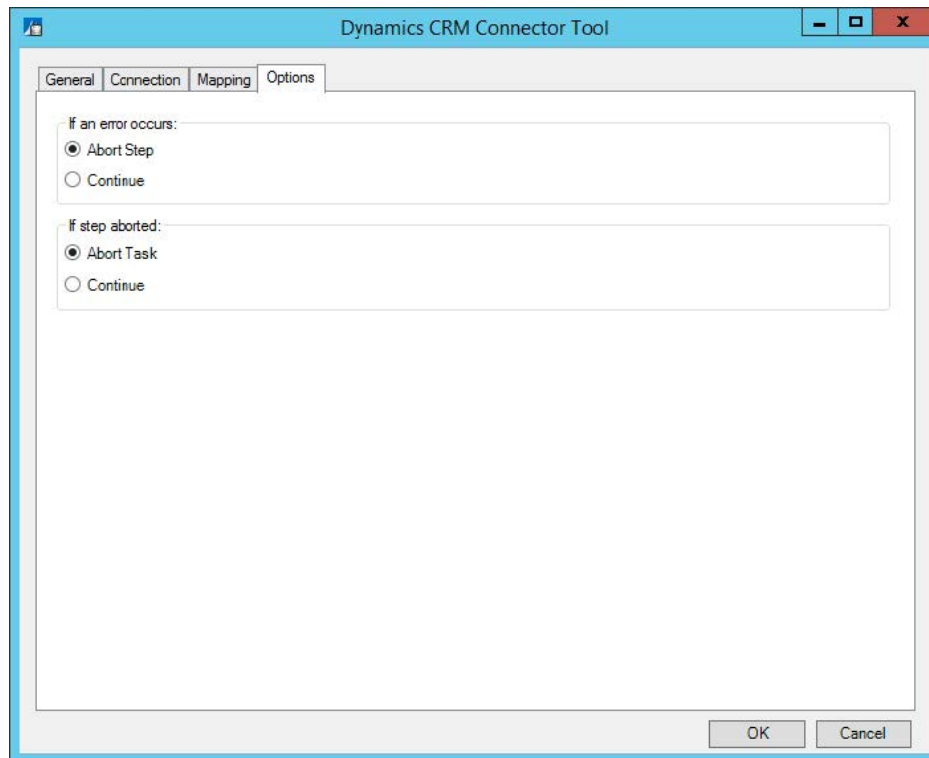 Dynamics CRM Connector Tool
General Connection Mapping Options
If an error occurs:
Abort Step
Continue
If step aborted:
Abort Task
Continue
OK Cancel